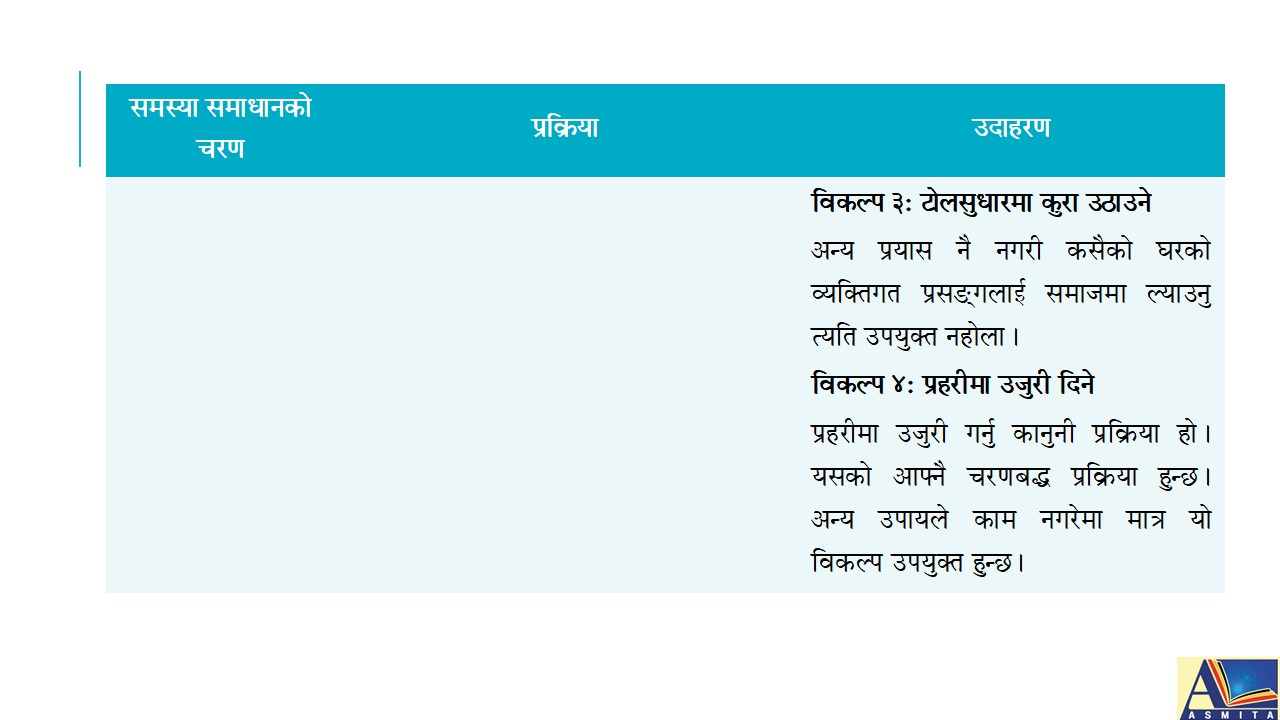 समस्या समाधानको
चरण
प्रक्रिया
उदाहरण
विकल्प ३: टोलसुधारमा कुरा उठाउने
अन्य प्रयास नै नगरी कसैको घरको
व्यक्तिगत प्रसङ्गलाई समाजमा ल्याउनु
त्यति उपयुक्त नहोला।
विकल्प ४: प्रहरीमा उजुरी दिने
प्रहरीमा उजुरी गर्नु कानुनी प्रक्रिया हो।
यसको आफ्नै चरणबद्ध प्रक्रिया हुन्छ।
अन्य उपायले काम नगरेमा मात्र यो
विकल्प उपयुक्त हुन्छ।
ASMITA